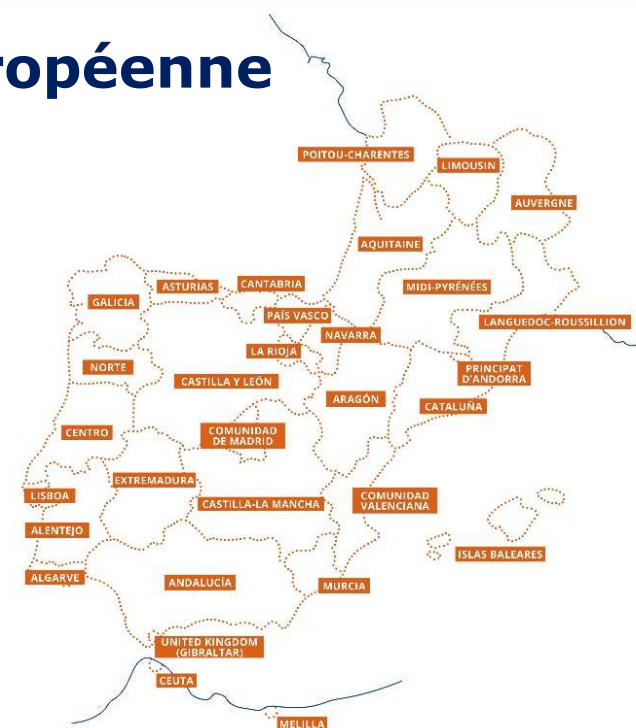 ropéenne
POITOU-CHARENTES
LIMOUSIN
AUVERGNE
AQUITAINE
ASTURIAS
CANTABRIA
MIDI-PYRÉNÉES
GALICIA
PAÍS VASCO
LANGUEDOC-ROUSSILLION
NAVARRA
LA RIOJA
NORTE
PRINCIPAT
D'ANDORRA
CASTILLA Y LEÓN
ARAGÓN
CATALUÑA
CENTRO
COMUNIDAD
DE MADRID
EXTREMADURA
LISBOA
CASTILLA-LA MANCHA
COMUNIDAD
VALENCIANA
ALENTEJO
ISLAS BALEARES
ALGARVE
ANDALUCÍA
MURCIA
UNITED KINGDOM
(GIBRALTAR)
CEUTA
MELILLA